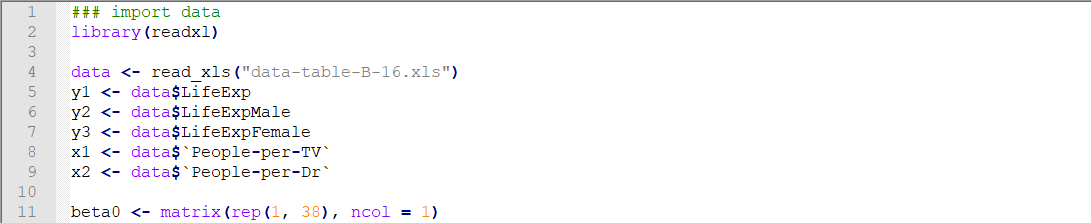 1 ### import data
2 library(readxl)
3
4 data <- read_xls("data-table-B-16.xls")
5 y1 <- data$LifeExp
6 y2 <- data$LifeExpMale
7 y3 <- data$LifeExpFemale
8 x1 <- data$`People-per-TV`
9 x2 <- data$`People-per-Dr`
10
11 beta0 <- matrix(rep(1, 38), ncol = 1)